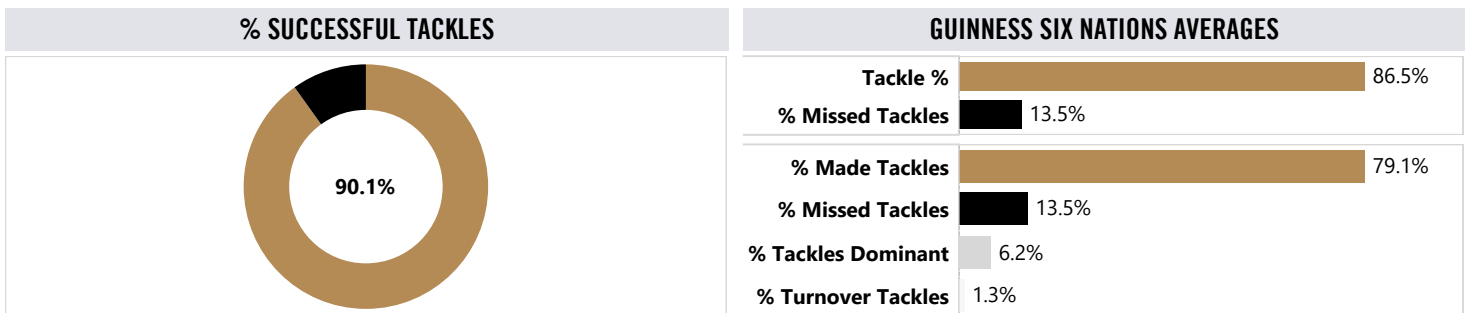 % SUCCESSFUL TACKLES
90.1%
GUINNESS SIX NATIONS AVERAGES
Tackle % 86.5%
% Missed Tackles 13.5%
% Made Tackles 79.1%
% Missed Tackles 13.5%
% Tackles Dominant 6.2%
% Turnover Tackles 1.3%